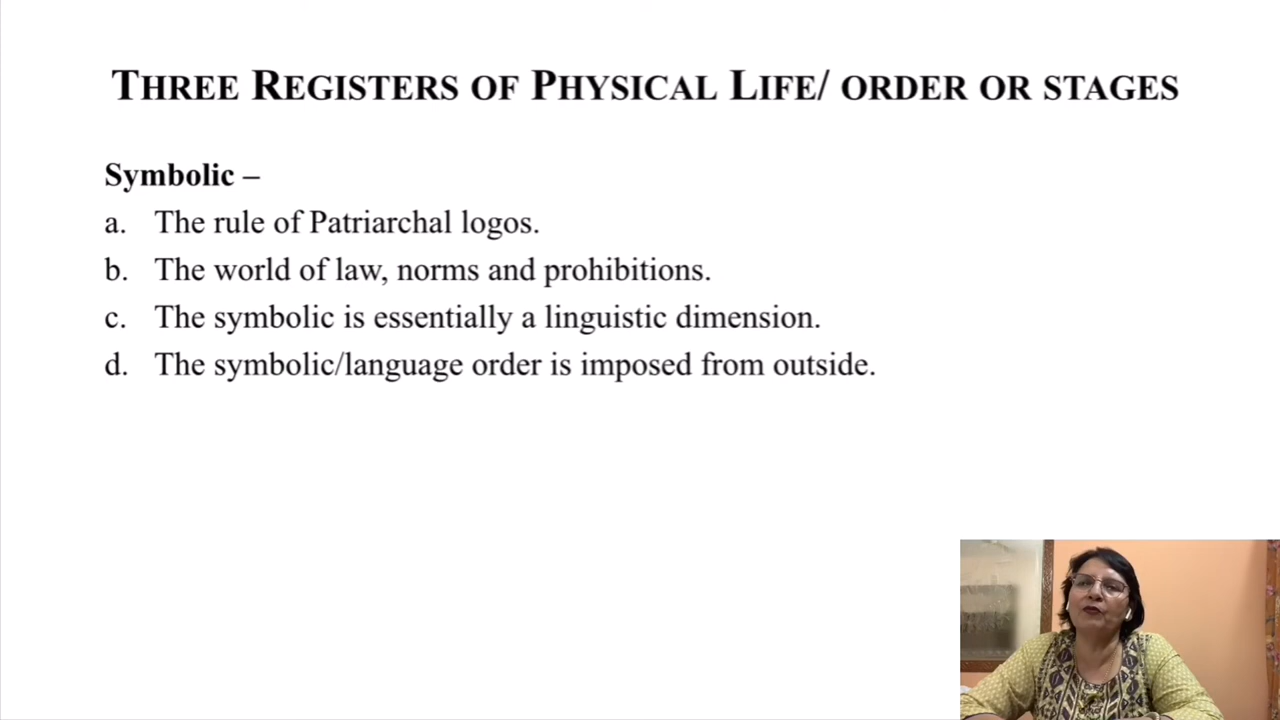 THREE REGISTERS OF PHYSICAL LIFE/ ORDER OR STAGES
Symbolic –
a. The rule of Patriarchal logos.
b. The world of law, norms and prohibitions.
c. The symbolic is essentially a linguistic dimension.
d. The symbolic/language order is imposed from outside.